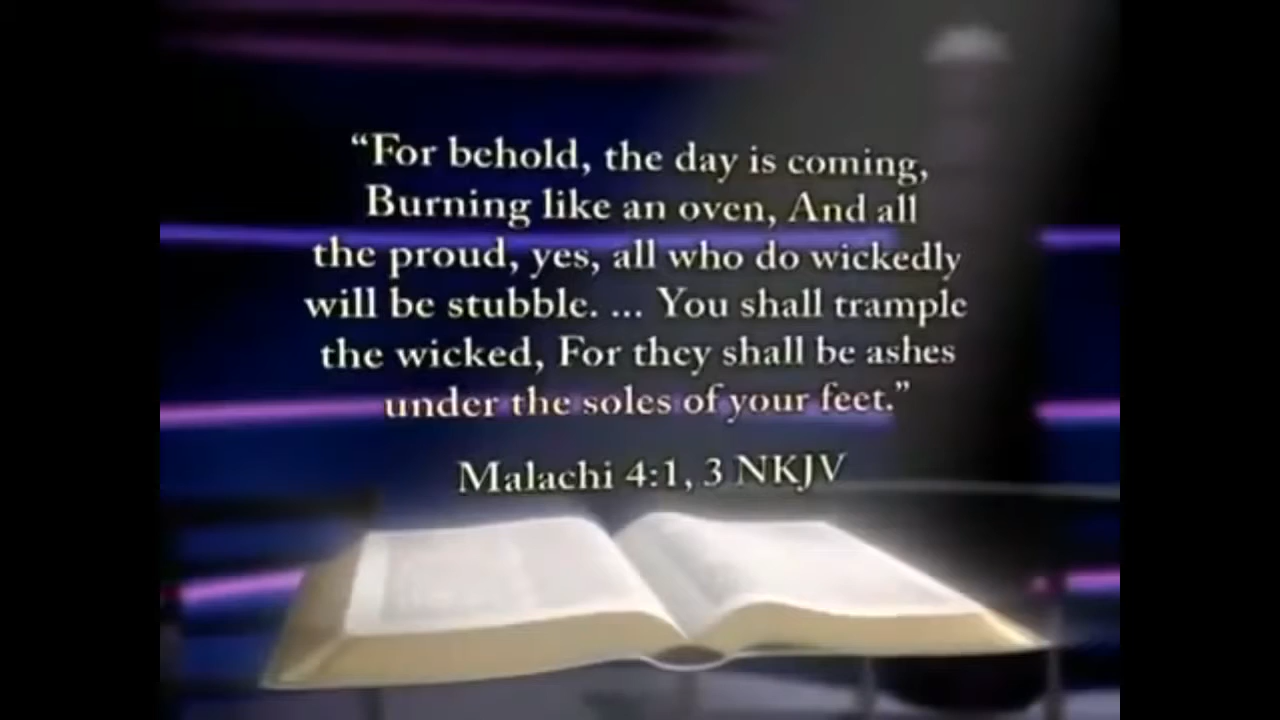 “For behold, the day is coming,
Burning like an oven, And all
the proud, yes, all who do wickedly
will be stubble. ... You shall trample
the wicked, For they shall be ashes
under the soles of your feet.”
Malachi 4:1, 3 NKJV